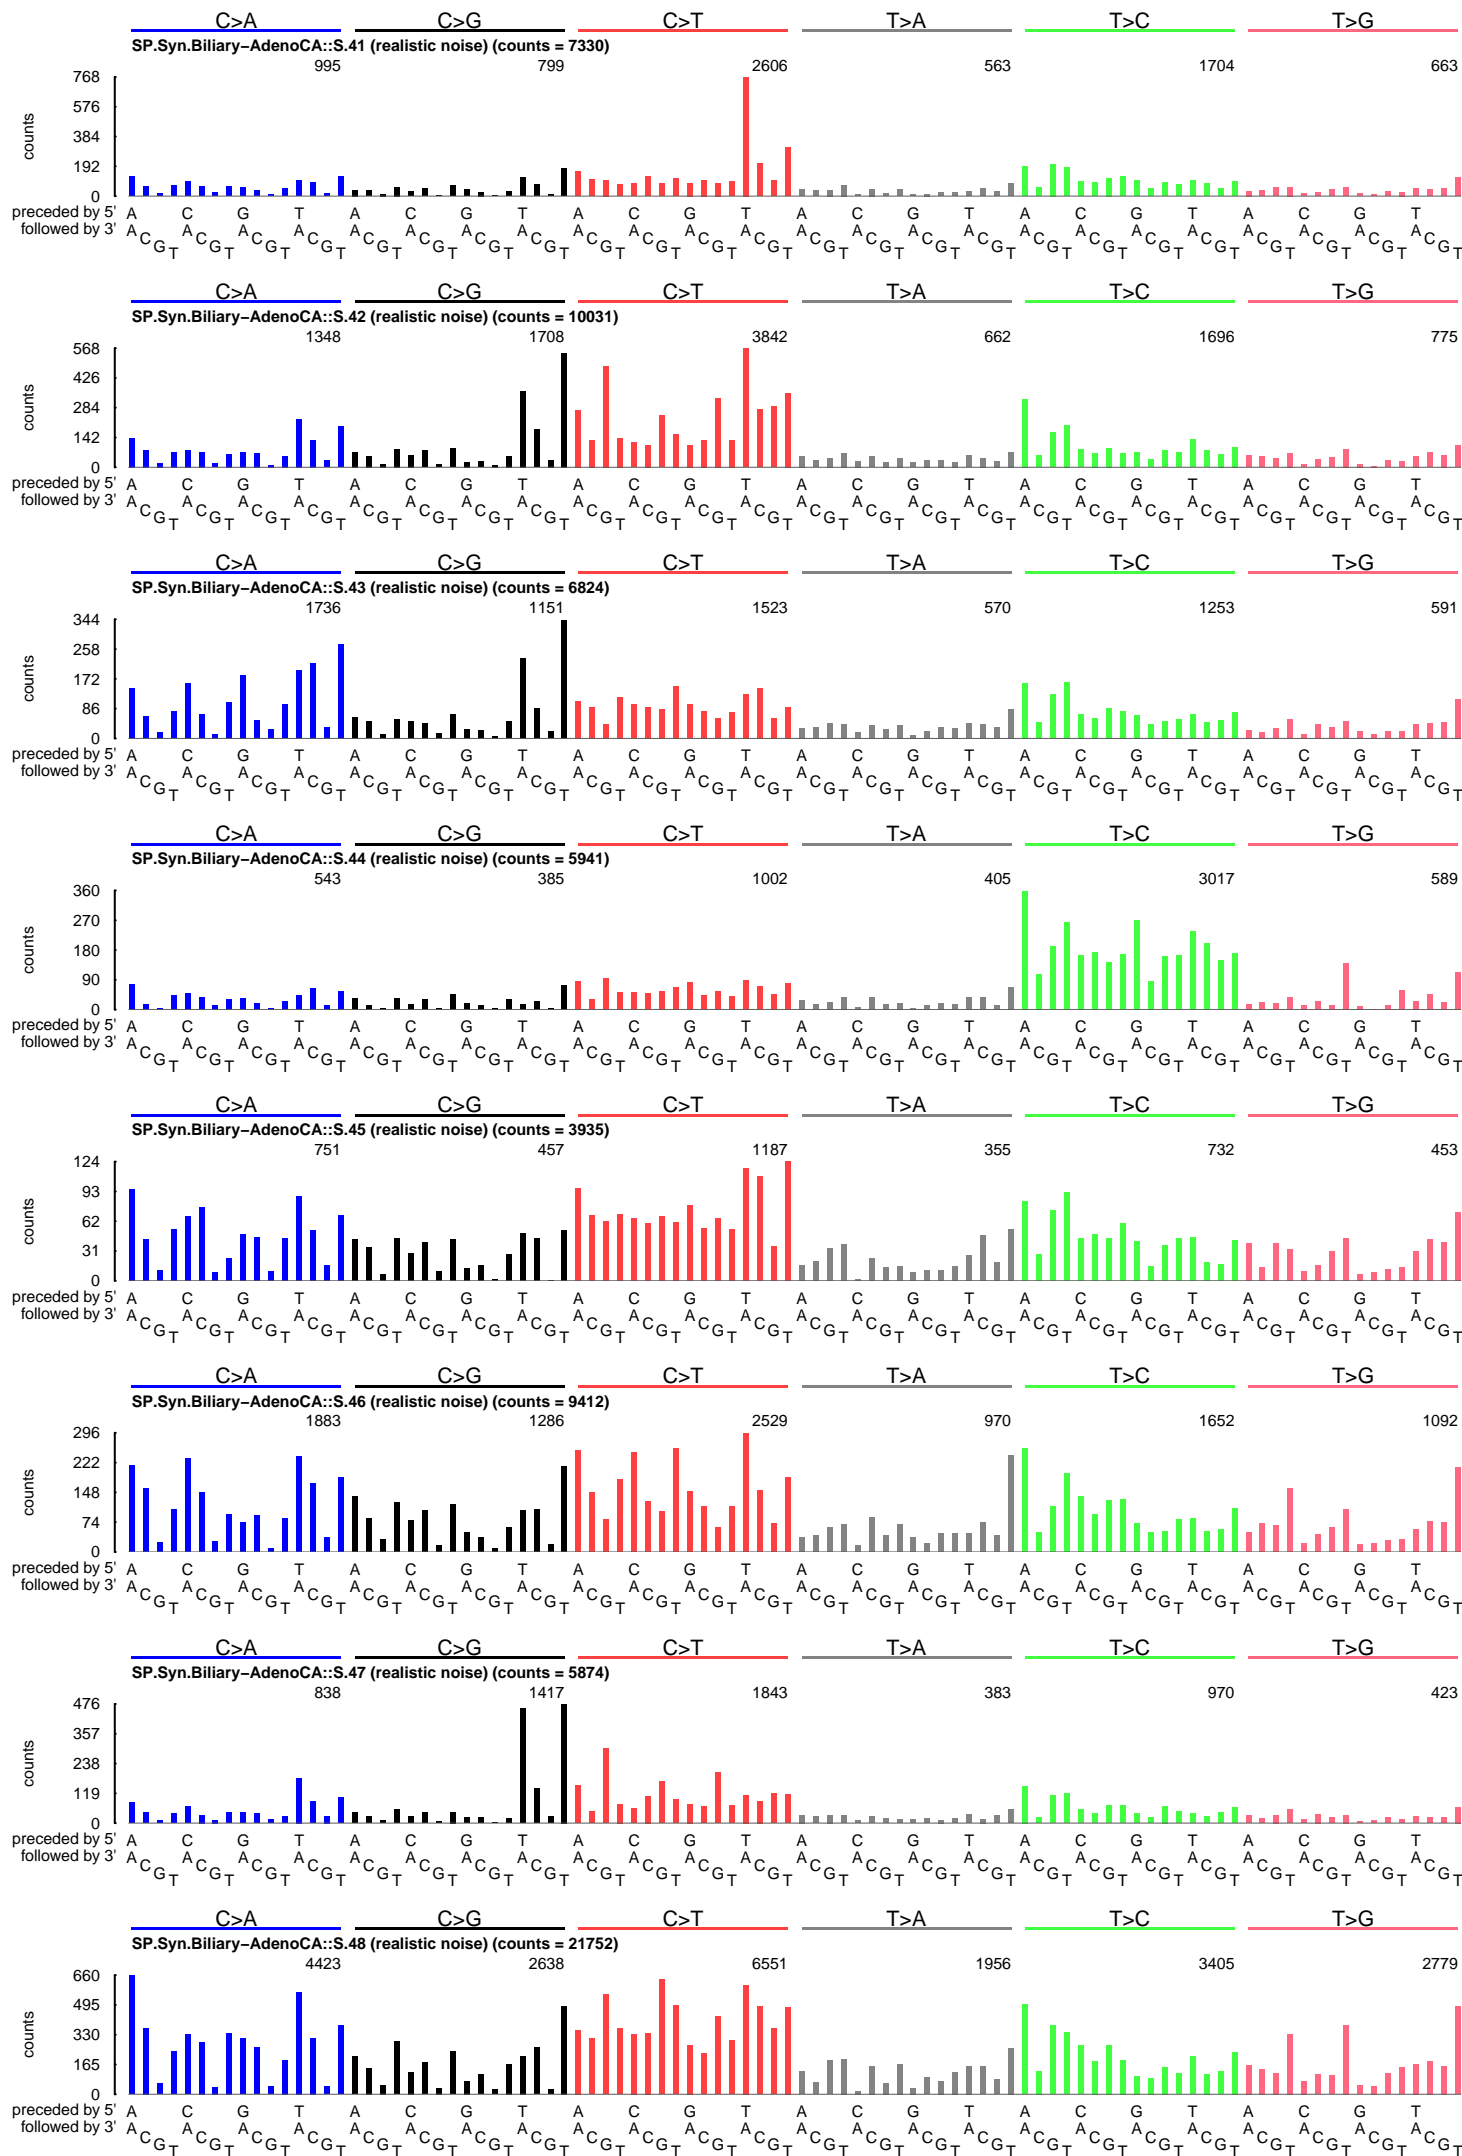 C>A C>G C>T T>A T>C T>G
SP.Syn.Biliary−AdenoCA::S.41 (realistic noise) (counts = 7330)
995 799 2606 563 1704 663
768
576
384
192
0
counts
preceded by 5' A C G T A C G T A C G T A C G T A C G T A C G T
followed by 3' A C G T A C G T A C G T A C G T A C G T A C G T A C G T A C G T A C G T A C G T A C G T A C G T A C G T A C G T A C G T A C G T A C G T A C G T A C G T A C G T A C G T A C G T A C G T A C G T
C>A C>G C>T T>A T>C T>G
SP.Syn.Biliary−AdenoCA::S.42 (realistic noise) (counts = 10031)
1348 1708 3842 662 1696 775
568
426
284
142
0
counts
preceded by 5' A C G T A C G T A C G T A C G T A C G T A C G T
followed by 3' A C G T A C G T A C G T A C G T A C G T A C G T A C G T A C G T A C G T A C G T A C G T A C G T A C G T A C G T A C G T A C G T A C G T A C G T A C G T A C G T A C G T A C G T A C G T A C G T
C>A C>G C>T T>A T>C T>G
SP.Syn.Biliary−AdenoCA::S.43 (realistic noise) (counts = 6824)
1736 1151 1523 570 1253 591
344
258
172
86
0
counts
preceded by 5' A C G T A C G T A C G T A C G T A C G T A C G T
followed by 3' A C G T A C G T A C G T A C G T A C G T A C G T A C G T A C G T A C G T A C G T A C G T A C G T A C G T A C G T A C G T A C G T A C G T A C G T A C G T A C G T A C G T A C G T A C G T A C G T
C>A C>G C>T T>A T>C T>G
SP.Syn.Biliary−AdenoCA::S.44 (realistic noise) (counts = 5941)
543 385 1002 405 3017 589
360
270
180
90
0
counts
preceded by 5' A C G T A C G T A C G T A C G T A C G T A C G T
followed by 3' A C G T A C G T A C G T A C G T A C G T A C G T A C G T A C G T A C G T A C G T A C G T A C G T A C G T A C G T A C G T A C G T A C G T A C G T A C G T A C G T A C G T A C G T A C G T A C G T
C>A C>G C>T T>A T>C T>G
SP.Syn.Biliary−AdenoCA::S.45 (realistic noise) (counts = 3935)
751 457 1187 355 732 453
124
93
62
31
0
counts
preceded by 5' A C G T A C G T A C G T A C G T A C G T A C G T
followed by 3' A C G T A C G T A C G T A C G T A C G T A C G T A C G T A C G T A C G T A C G T A C G T A C G T A C G T A C G T A C G T A C G T A C G T A C G T A C G T A C G T A C G T A C G T A C G T A C G T
C>A C>G C>T T>A T>C T>G
SP.Syn.Biliary−AdenoCA::S.46 (realistic noise) (counts = 9412)
1883 1286 2529 970 1652 1092
296
222
148
74
0
counts
preceded by 5' A C G T A C G T A C G T A C G T A C G T A C G T
followed by 3' A C G T A C G T A C G T A C G T A C G T A C G T A C G T A C G T A C G T A C G T A C G T A C G T A C G T A C G T A C G T A C G T A C G T A C G T A C G T A C G T A C G T A C G T A C G T A C G T
C>A C>G C>T T>A T>C T>G
SP.Syn.Biliary−AdenoCA::S.47 (realistic noise) (counts = 5874)
838 1417 1843 383 970 423
476
357
238
119
0
counts
preceded by 5' A C G T A C G T A C G T A C G T A C G T A C G T
followed by 3' A C G T A C G T A C G T A C G T A C G T A C G T A C G T A C G T A C G T A C G T A C G T A C G T A C G T A C G T A C G T A C G T A C G T A C G T A C G T A C G T A C G T A C G T A C G T A C G T
C>A C>G C>T T>A T>C T>G
SP.Syn.Biliary−AdenoCA::S.48 (realistic noise) (counts = 21752)
4423 2638 6551 1956 3405 2779
660
495
330
165
0
counts
preceded by 5' A C G T A C G T A C G T A C G T A C G T A C G T
followed by 3' A C G T A C G T A C G T A C G T A C G T A C G T A C G T A C G T A C G T A C G T A C G T A C G T A C G T A C G T A C G T A C G T A C G T A C G T A C G T A C G T A C G T A C G T A C G T A C G T